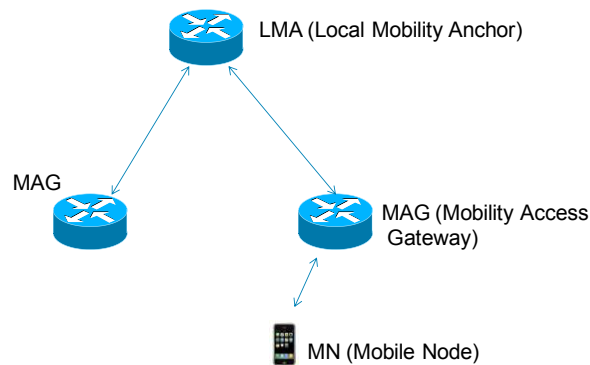 LMA (Local Mobility Anchor)
MAG
MAG (Mobility Access
Gateway)
MN (Mobile Node)